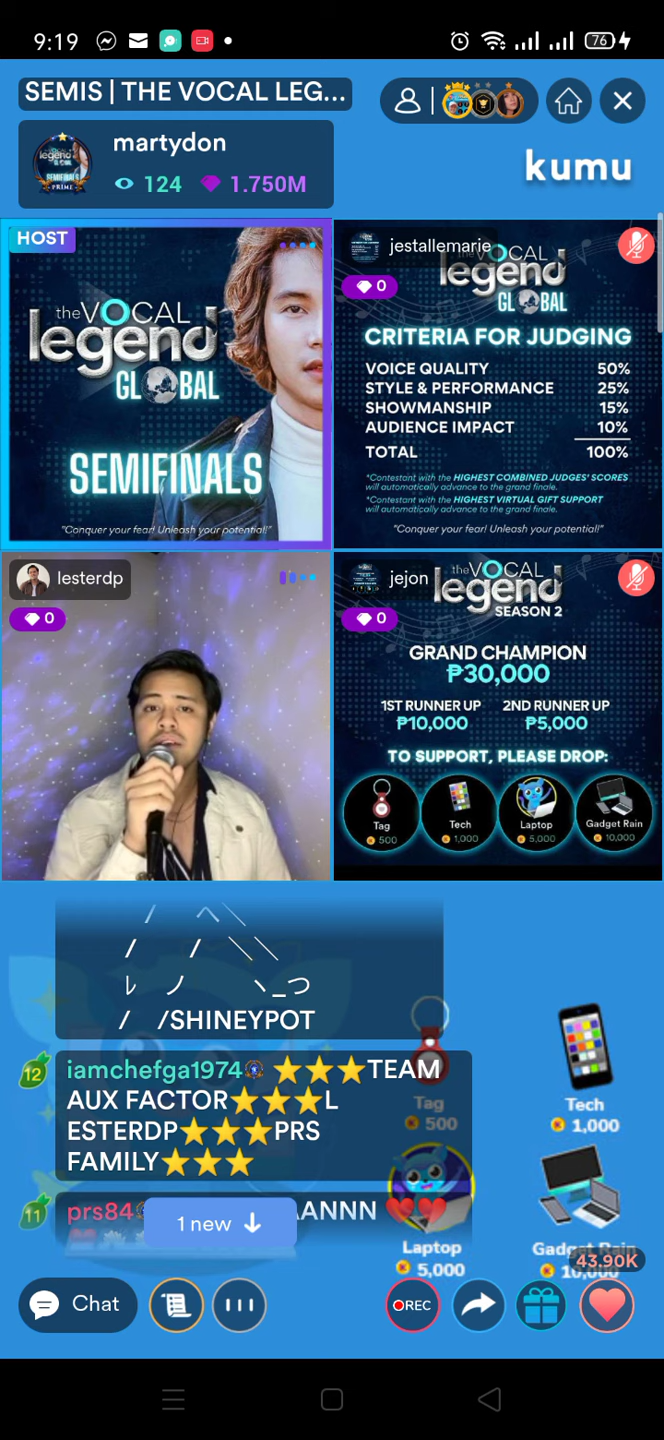 9:19
76
SEMIS | THE VOCAL LEG...
martydon
124 1.750M
kumu
HOST
the VOCAL
legend
GLOBAL
SEMIFINALS
"Conquer your fear! Unleash your potential!"
jestallemarie
0
the VOCAL
legend
GLOBAL
CRITERIA FOR JUDGING
VOICE QUALITY 50%
STYLE & PERFORMANCE 25%
SHOWMANSHIP 15%
AUDIENCE IMPACT 10%
TOTAL 100%
*Contestant with the HIGHEST COMBINED JUDGES' SCORES
will automatically advance to the grand finale.
*Contestant with the HIGHEST VIRTUAL GIFT SUPPORT
will automatically advance to the grand finale.
"Conquer your fear! Unleash your potential!"
lesterdp
0
jejon
0
the VOCAL
legend
SEASON 2
GRAND CHAMPION
₱30,000
1ST RUNNER UP 2ND RUNNER UP
₱10,000 ₱5,000
TO SUPPORT, PLEASE DROP:
Tag Tech Laptop Gadget Rain
500 1,000 5,000 10,000
/ /SHINEYPOT
12 iamchefga1974 ⭐⭐⭐TEAM
AUX FACTOR⭐⭐⭐L
ESTERDP⭐⭐⭐PRS
FAMILY⭐⭐⭐
11 prs84 AANNN
1 new ↓
Tag
500
Tech
1,000
Laptop
5,000
Gadget Rain
10,000
43.90K
Chat
REC